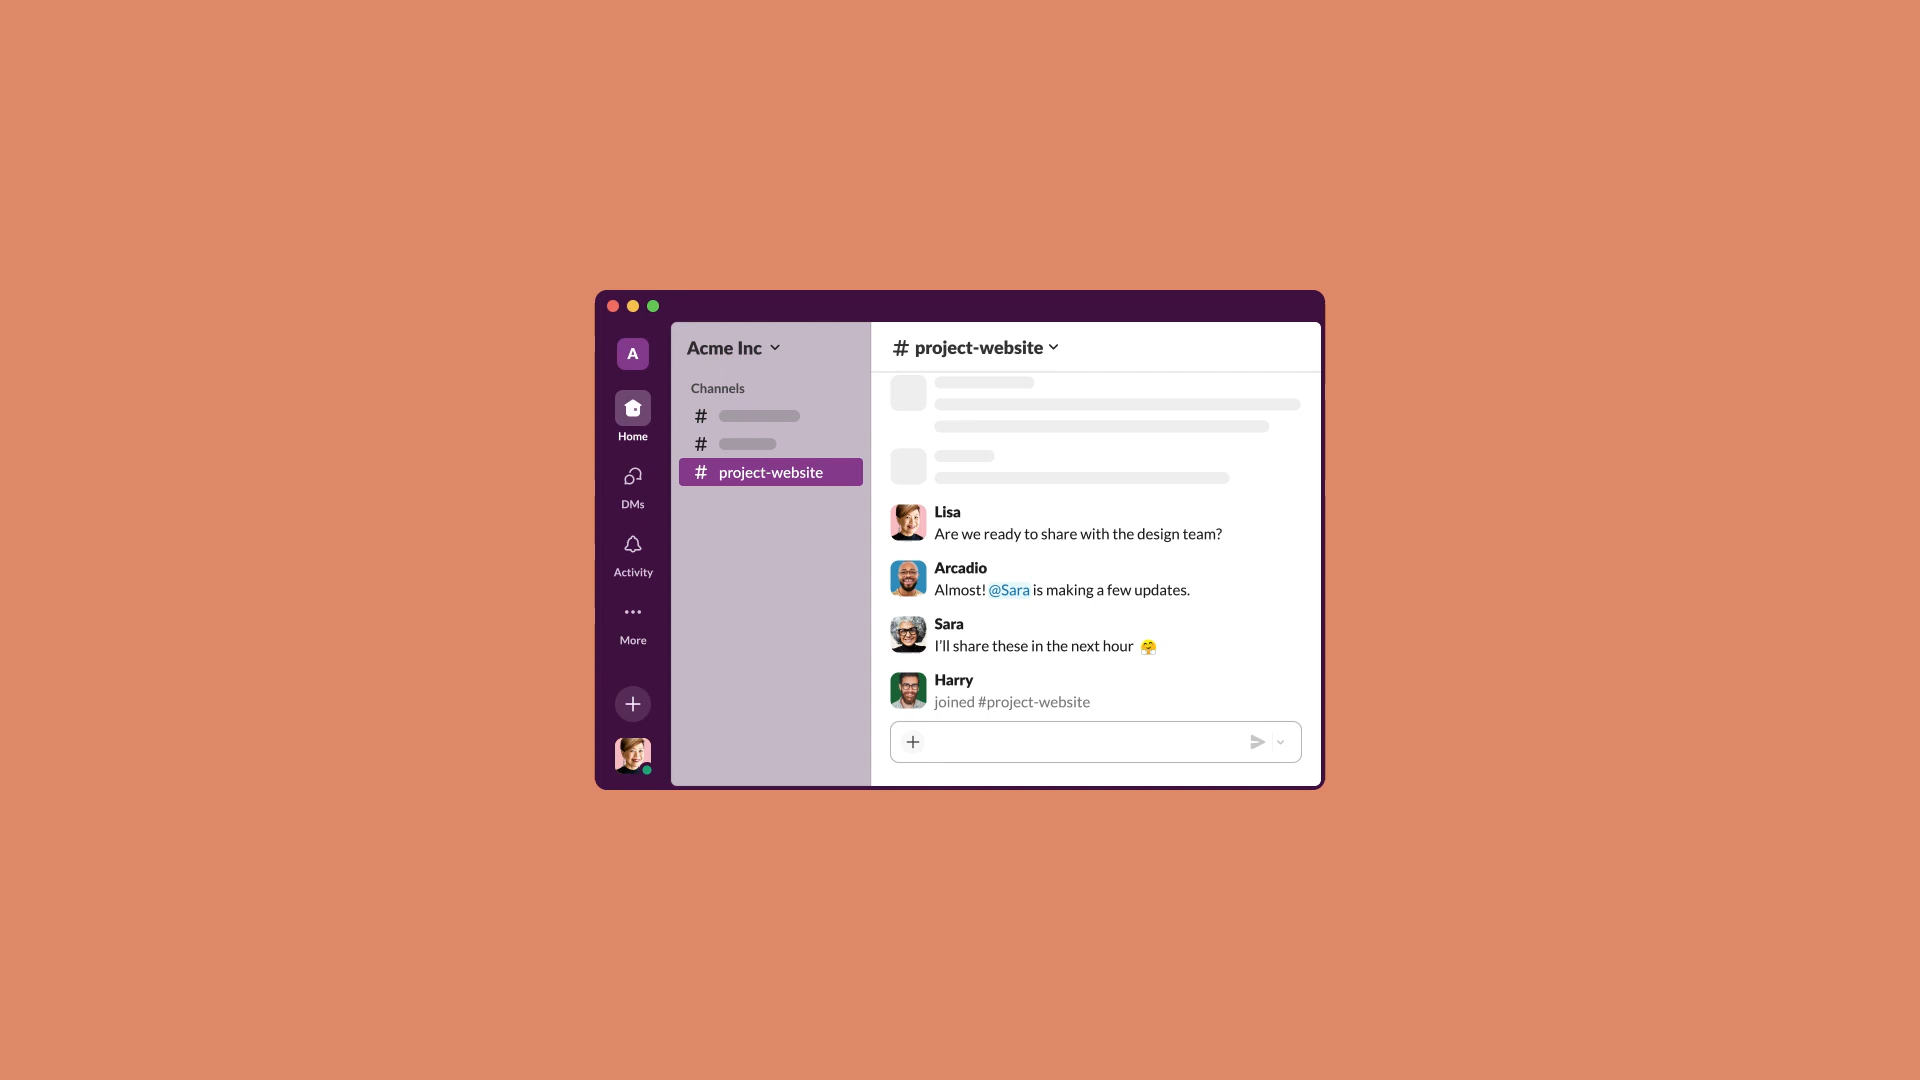 A
Home
DMs
Activity
More
Acme Inc
Channels
#
#
# project-website
# project-website
Lisa
Are we ready to share with the design team?
Arcadio
Almost! @Sara is making a few updates.
Sara
I’ll share these in the next hour 🤗
Harry
joined #project-website